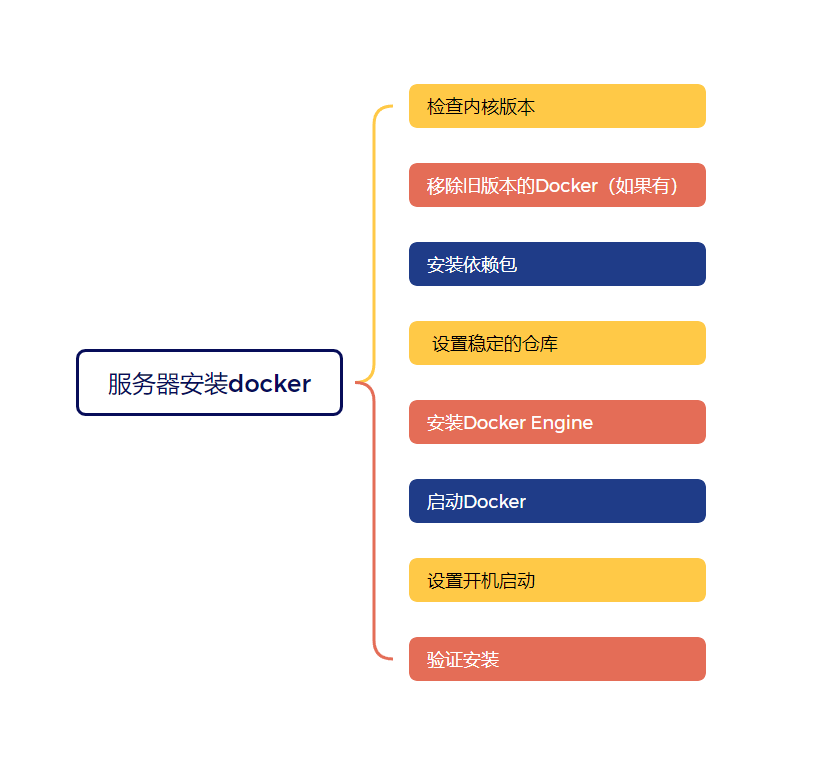 检查内核版本
移除旧版本的Docker（如果有）
安装依赖包
设置稳定的仓库
服务器安装docker
安装Docker Engine
启动Docker
设置开机启动
验证安装